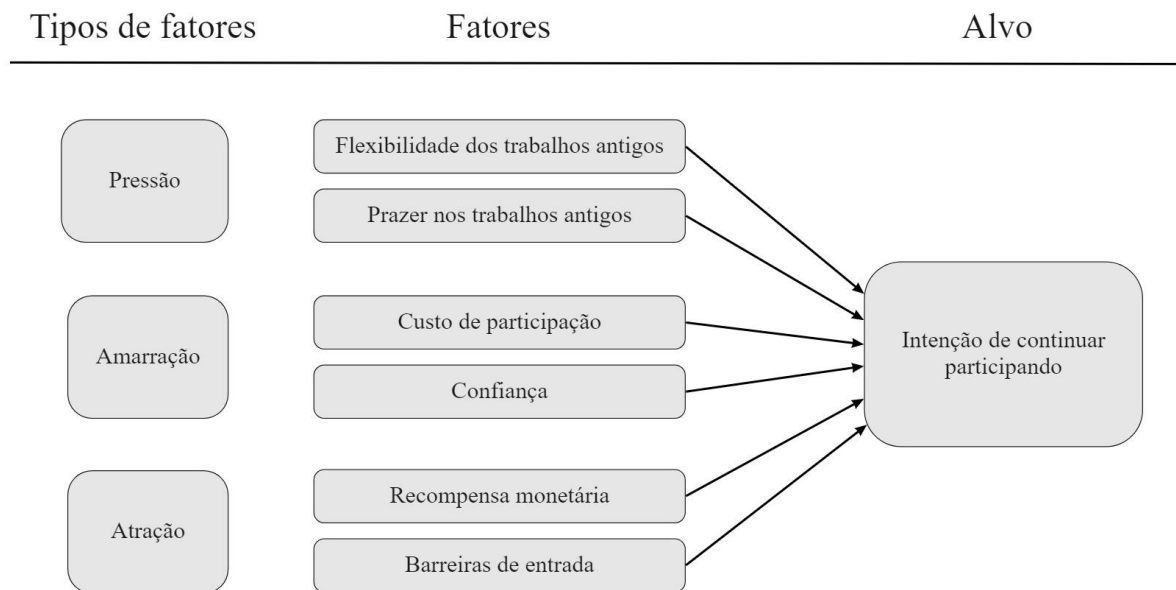 Tipos de fatores
Fatores
Alvo
Pressão
Flexibilidade dos trabalhos antigos
Prazer nos trabalhos antigos
Amarração
Custo de participação
Confiança
Atração
Recompensa monetária
Barreiras de entrada
Intenção de continuar
participando